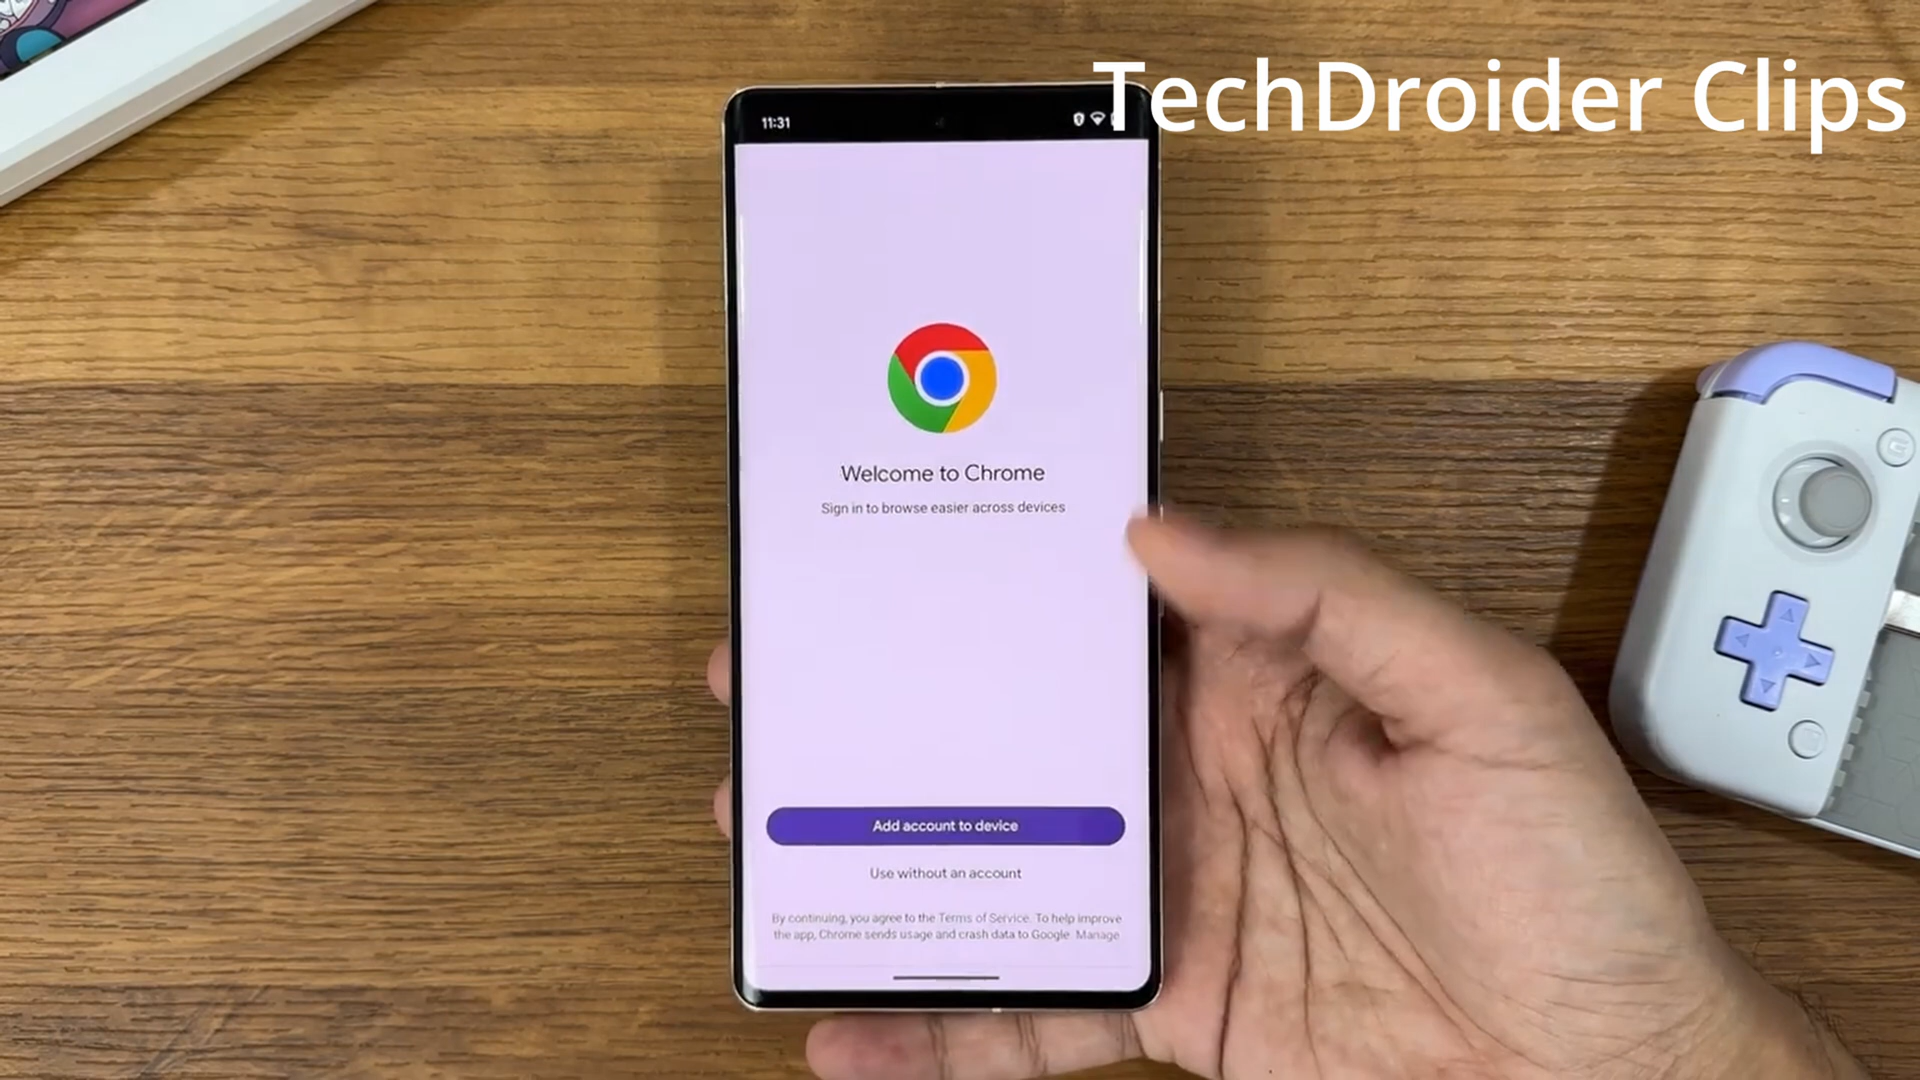 TechDroider Clips
11:31
Welcome to Chrome
Sign in to browse easier across devices
Add account to device
Use without an account
By continuing, you agree to the Terms of Service. To help improve
the app, Chrome sends usage and crash data to Google. Manage